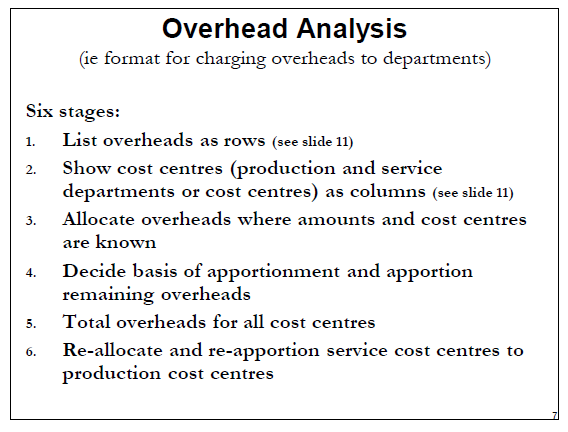 Overhead Analysis
(ie format for charging overheads to departments)
Six stages:
1. List overheads as rows (see slide 11)
2. Show cost centres (production and service
departments or cost centres) as columns (see slide 11)
3. Allocate overheads where amounts and cost centres
are known
4. Decide basis of apportionment and apportion
remaining overheads
5. Total overheads for all cost centres
6. Re-allocate and re-apportion service cost centres to
production cost centres
7